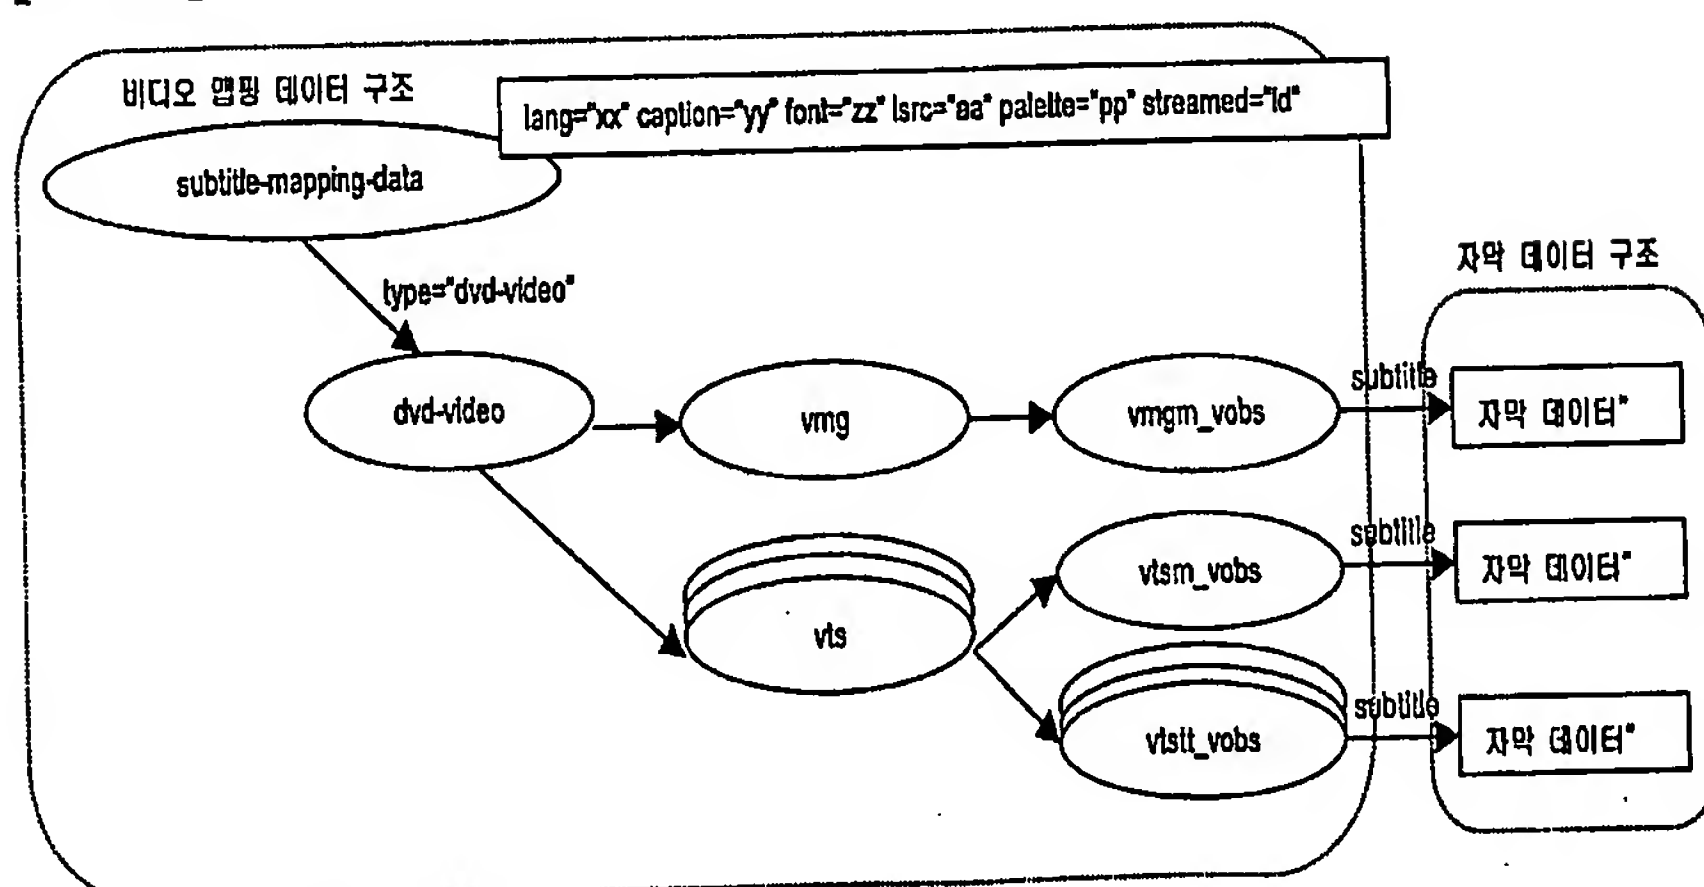 비디오 맵핑 데이터 구조
lang="xx" caption="yy" font="zz" lsrc="aa" palette="pp" streamed="id"
subtitle-mapping-data
type="dvd-video"
자막 데이터 구조
dvd-video
vmg
vmgm_vobs
subtitle
자막 데이터*
vts
vtsm_vobs
subtitle
자막 데이터*
vtstt_vobs
subtitle
자막 데이터*